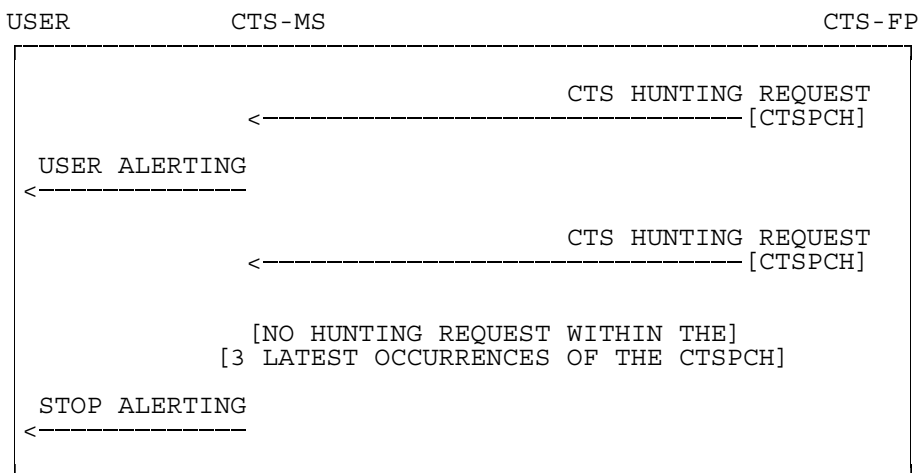 USER CTS-MS CTS-FP
CTS HUNTING REQUEST
[CTSPCH]
USER ALERTING
CTS HUNTING REQUEST
[CTSPCH]
[NO HUNTING REQUEST WITHIN THE]
[3 LATEST OCCURRENCES OF THE CTSPCH]
STOP ALERTING